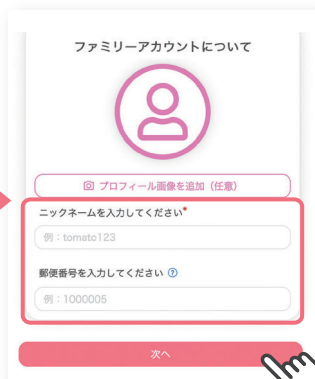 ファミリーアカウントについて
プロフィール画像を追加（任意）
ニックネームを入力してください*
例：tomato123
郵便番号を入力してください ?
例：1000005
次へ